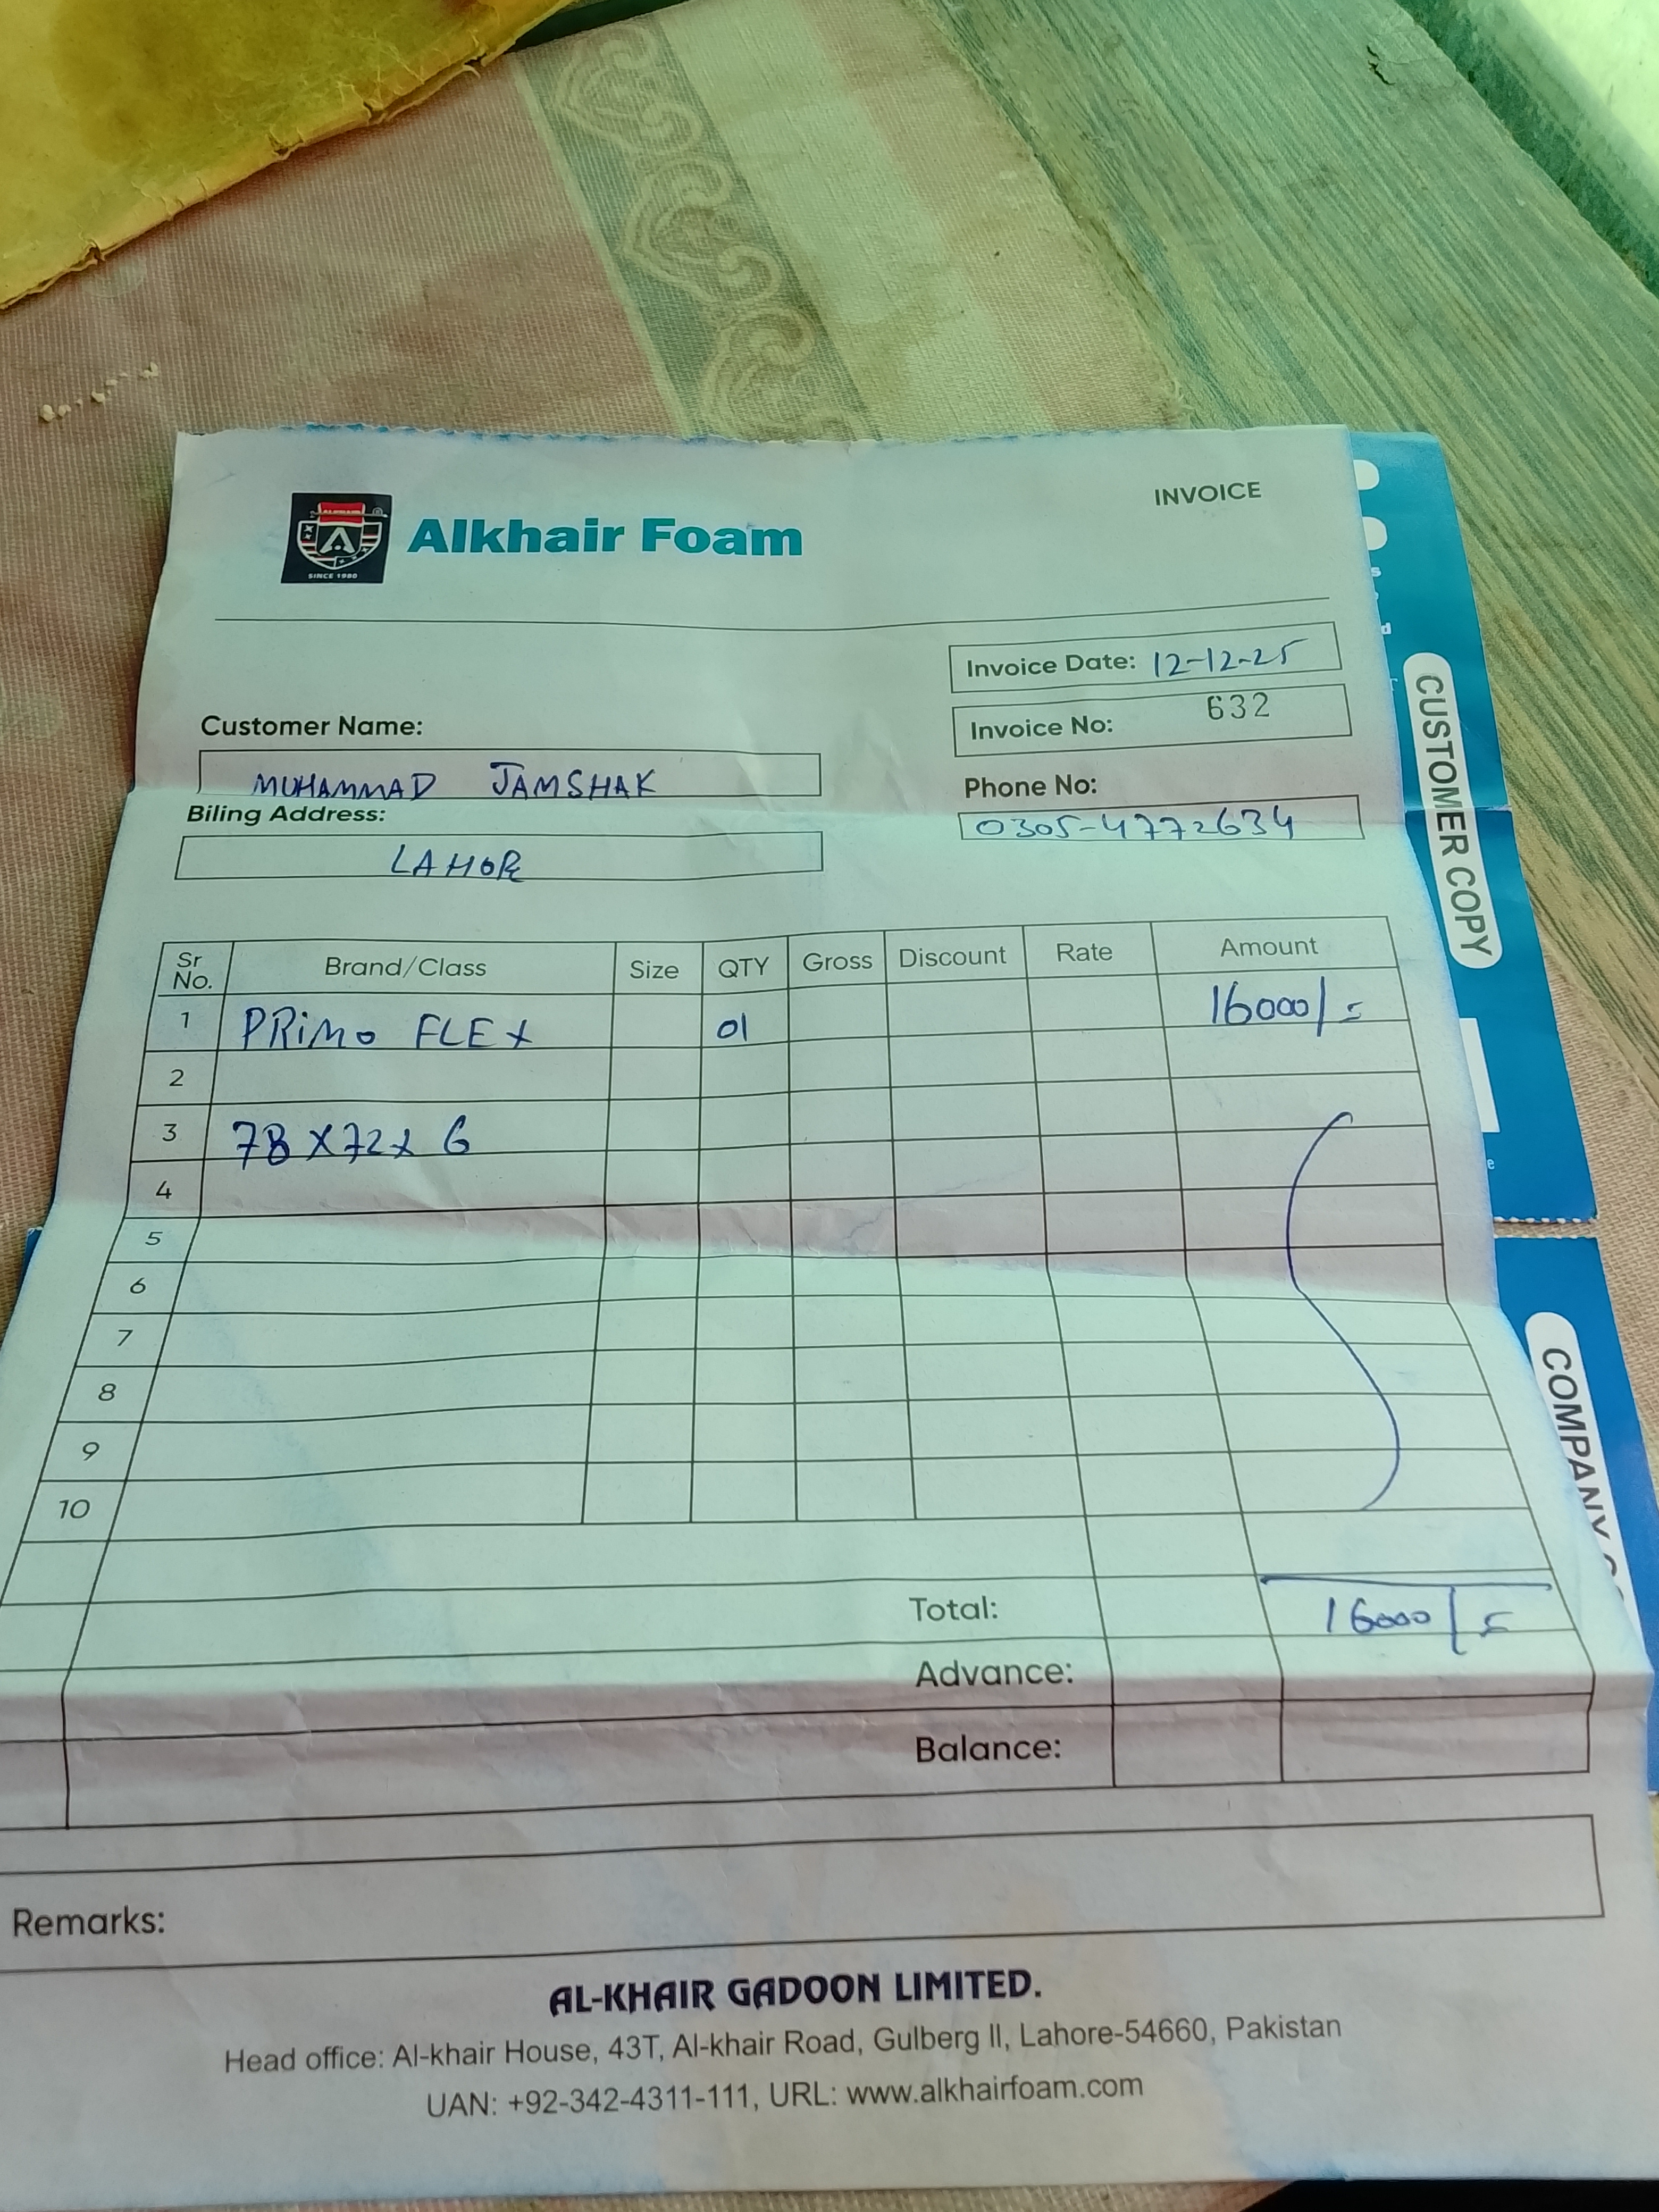 INVOICE
Alkhair Foam
SINCE 1980
Invoice Date: 12-12-25
Invoice No: 632
Customer Name:
MUHAMMAD JAMSHAK
Phone No:
0305-4772634
Biling Address:
LAHOR
Sr No. Brand/Class Size QTY Gross Discount Rate Amount
1 PRiMo FLEX 01 16000/=
2
3 78 x 72 x 6
4
5
6
7
8
9
10
Total: 16000/=
Advance:
Balance:
Remarks:
AL-KHAIR GADOON LIMITED.
Head office: Al-khair House, 43T, Al-khair Road, Gulberg II, Lahore-54660, Pakistan
UAN: +92-342-4311-111, URL: www.alkhairfoam.com
CUSTOMER COPY
COMPANY